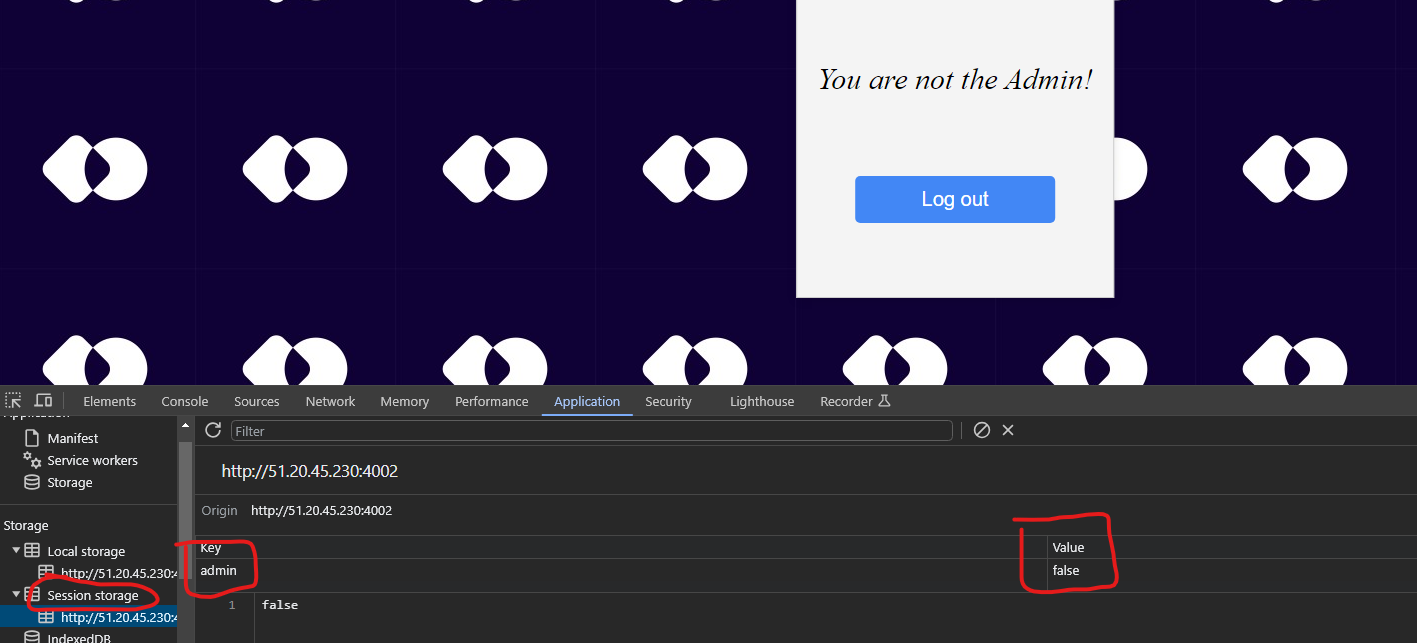 You are not the Admin!
Log out
Elements Console Sources Network Memory Performance Application Security Lighthouse Recorder
Application
Manifest
Service workers
Storage
Storage
Local storage
http://51.20.45.230:4
Session storage
http://51.20.45.230:4
IndexedDB
Filter
http://51.20.45.230:4002
Origin http://51.20.45.230:4002
Key Value
admin false
1 false